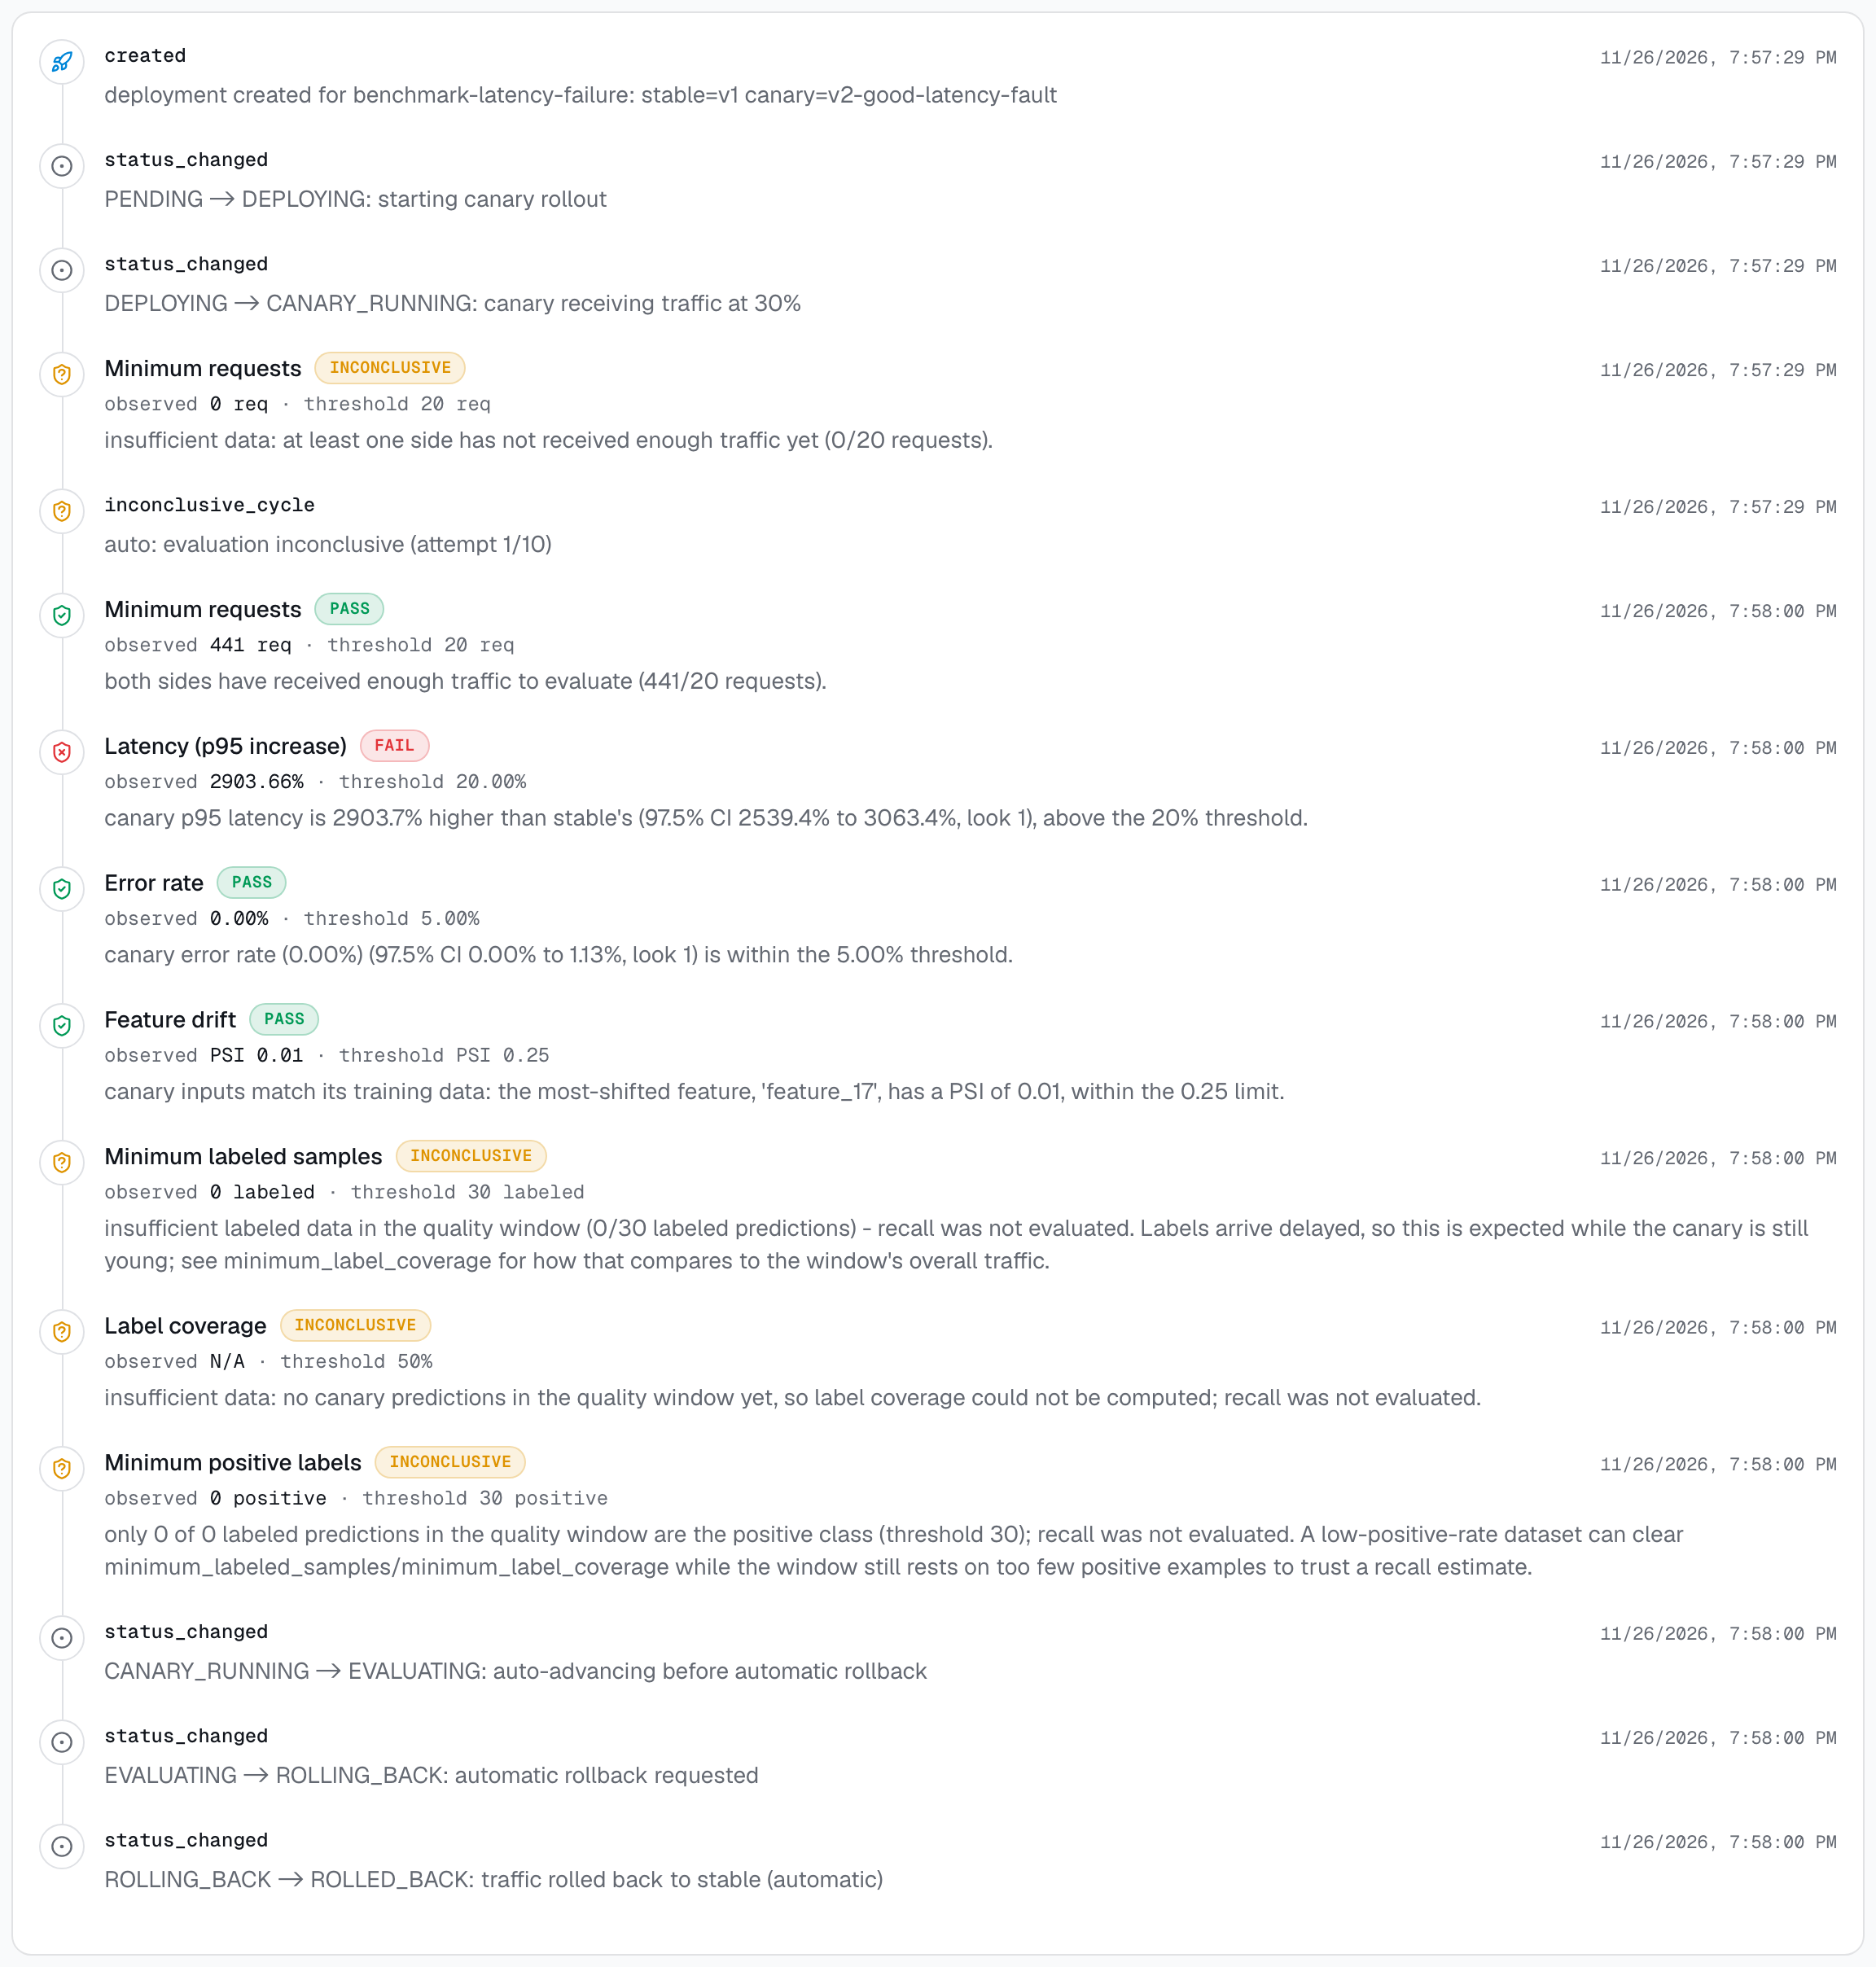 created
11/26/2026, 7:57:29 PM
deployment created for benchmark-latency-failure: stable=v1 canary=v2-good-latency-fault
status_changed
11/26/2026, 7:57:29 PM
PENDING → DEPLOYING: starting canary rollout
status_changed
11/26/2026, 7:57:29 PM
DEPLOYING → CANARY_RUNNING: canary receiving traffic at 30%
Minimum requests INCONCLUSIVE
11/26/2026, 7:57:29 PM
observed 0 req · threshold 20 req
insufficient data: at least one side has not received enough traffic yet (0/20 requests).
inconclusive_cycle
11/26/2026, 7:57:29 PM
auto: evaluation inconclusive (attempt 1/10)
Minimum requests PASS
11/26/2026, 7:58:00 PM
observed 441 req · threshold 20 req
both sides have received enough traffic to evaluate (441/20 requests).
Latency (p95 increase) FAIL
11/26/2026, 7:58:00 PM
observed 2903.66% · threshold 20.00%
canary p95 latency is 2903.7% higher than stable's (97.5% CI 2539.4% to 3063.4%, look 1), above the 20% threshold.
Error rate PASS
11/26/2026, 7:58:00 PM
observed 0.00% · threshold 5.00%
canary error rate (0.00%) (97.5% CI 0.00% to 1.13%, look 1) is within the 5.00% threshold.
Feature drift PASS
11/26/2026, 7:58:00 PM
observed PSI 0.01 · threshold PSI 0.25
canary inputs match its training data: the most-shifted feature, 'feature_17', has a PSI of 0.01, within the 0.25 limit.
Minimum labeled samples INCONCLUSIVE
11/26/2026, 7:58:00 PM
observed 0 labeled · threshold 30 labeled
insufficient labeled data in the quality window (0/30 labeled predictions) - recall was not evaluated. Labels arrive delayed, so this is expected while the canary is still
young; see minimum_label_coverage for how that compares to the window's overall traffic.
Label coverage INCONCLUSIVE
11/26/2026, 7:58:00 PM
observed N/A · threshold 50%
insufficient data: no canary predictions in the quality window yet, so label coverage could not be computed; recall was not evaluated.
Minimum positive labels INCONCLUSIVE
11/26/2026, 7:58:00 PM
observed 0 positive · threshold 30 positive
only 0 of 0 labeled predictions in the quality window are the positive class (threshold 30); recall was not evaluated. A low-positive-rate dataset can clear
minimum_labeled_samples/minimum_label_coverage while the window still rests on too few positive examples to trust a recall estimate.
status_changed
11/26/2026, 7:58:00 PM
CANARY_RUNNING → EVALUATING: auto-advancing before automatic rollback
status_changed
11/26/2026, 7:58:00 PM
EVALUATING → ROLLING_BACK: automatic rollback requested
status_changed
11/26/2026, 7:58:00 PM
ROLLING_BACK → ROLLED_BACK: traffic rolled back to stable (automatic)